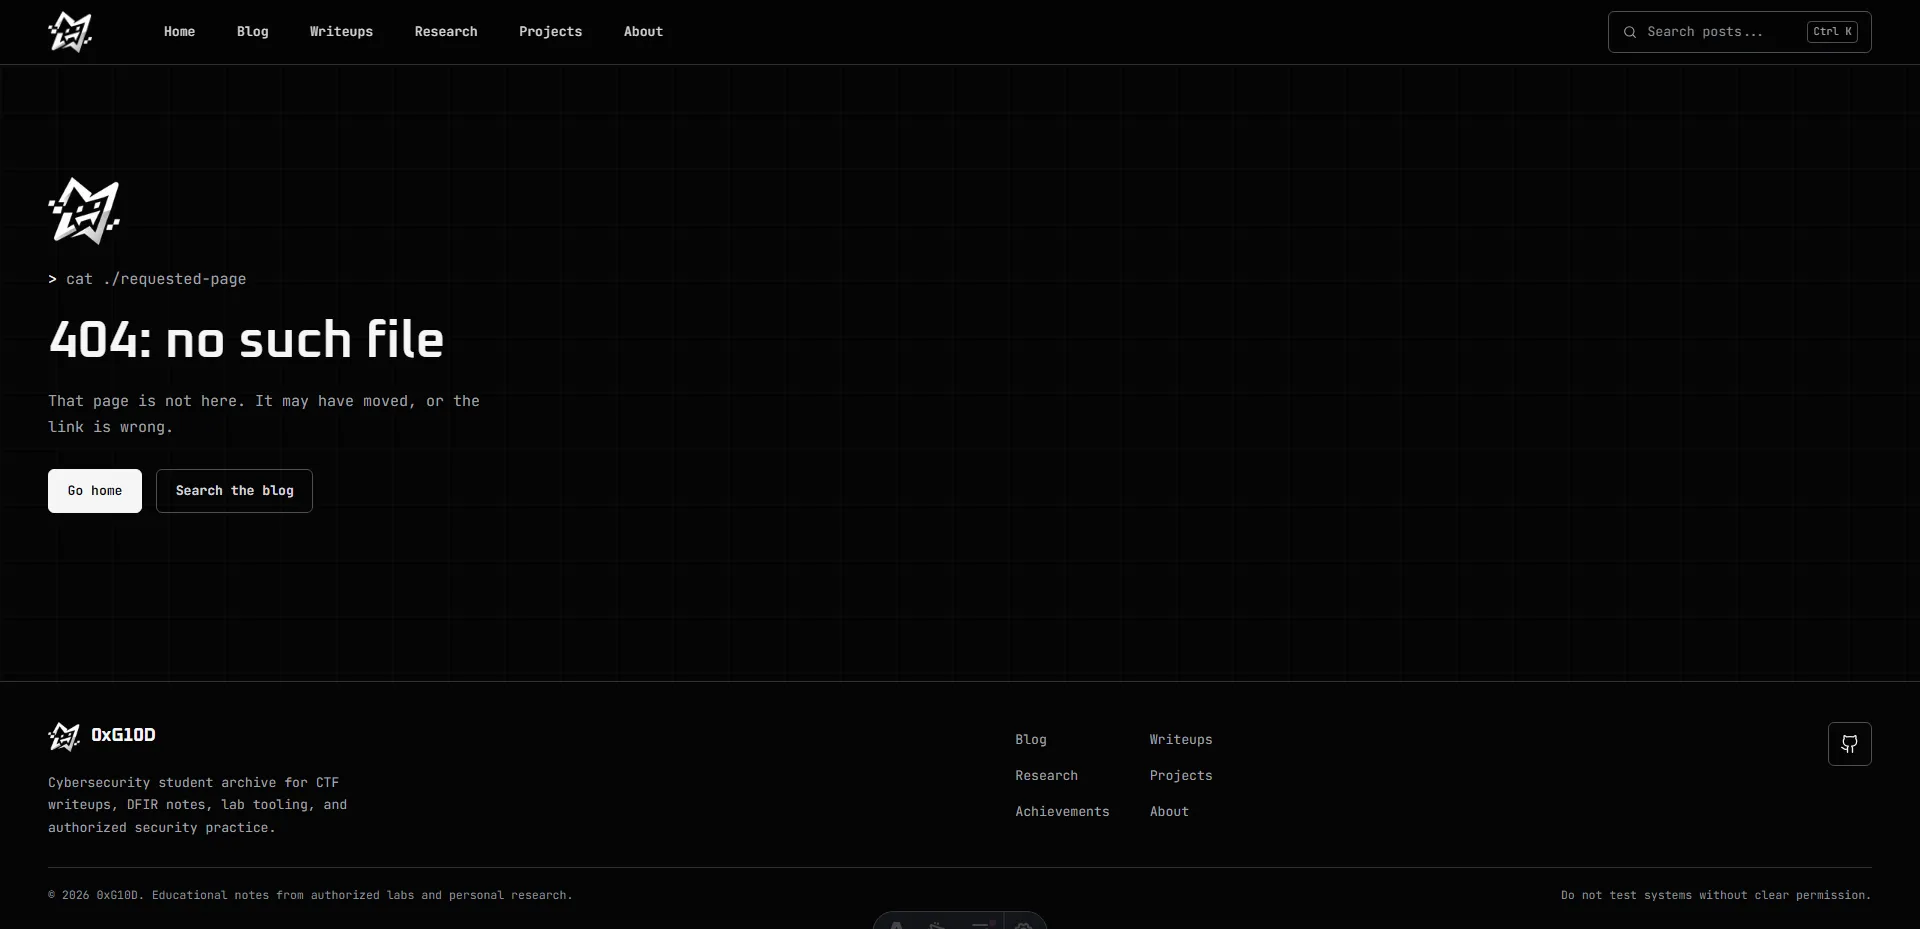 Home Blog Writeups Research Projects About Search posts... Ctrl K
> cat ./requested-page
404: no such file
That page is not here. It may have moved, or the
link is wrong.
Go home Search the blog
0xG10D
Cybersecurity student archive for CTF
writeups, DFIR notes, lab tooling, and
authorized security practice.
Blog Writeups
Research Projects
Achievements About
© 2026 0xG10D. Educational notes from authorized labs and personal research.
Do not test systems without clear permission.